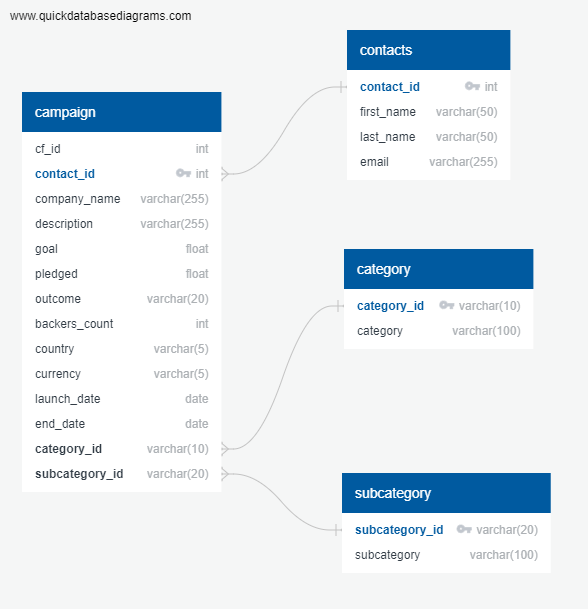 www.quickdatabasediagrams.com
campaign
cf_id int
contact_id int
company_name varchar(255)
description varchar(255)
goal float
pledged float
outcome varchar(20)
backers_count int
country varchar(5)
currency varchar(5)
launch_date date
end_date date
category_id varchar(10)
subcategory_id varchar(20)
contacts
contact_id int
first_name varchar(50)
last_name varchar(50)
email varchar(255)
category
category_id varchar(10)
category varchar(100)
subcategory
subcategory_id varchar(20)
subcategory varchar(100)